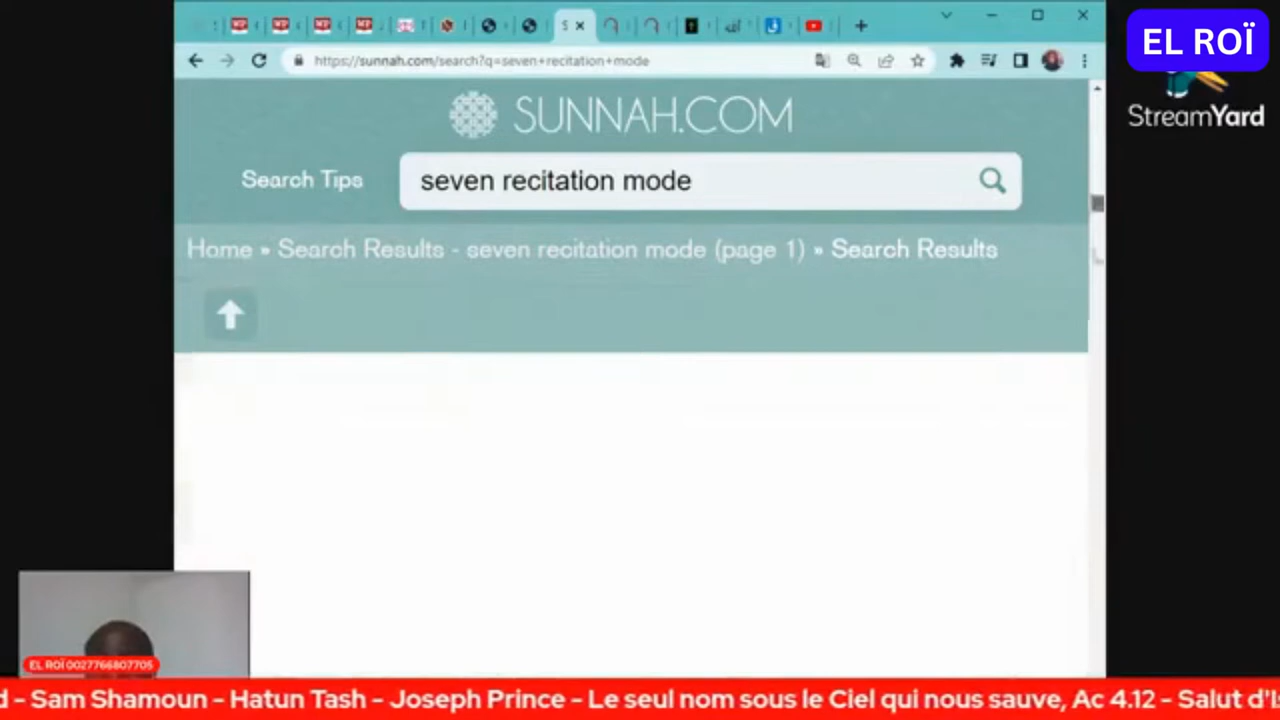 EL ROÏ
StreamYard
https://sunnah.com/search?q=seven+recitation+mode
SUNNAH.COM
Search Tips
seven recitation mode
Home » Search Results - seven recitation mode (page 1) » Search Results
EL ROÏ 0027766807705
d - Sam Shamoun - Hatun Tash - Joseph Prince - Le seul nom sous le Ciel qui nous sauve, Ac 4.12 - Salut d'I